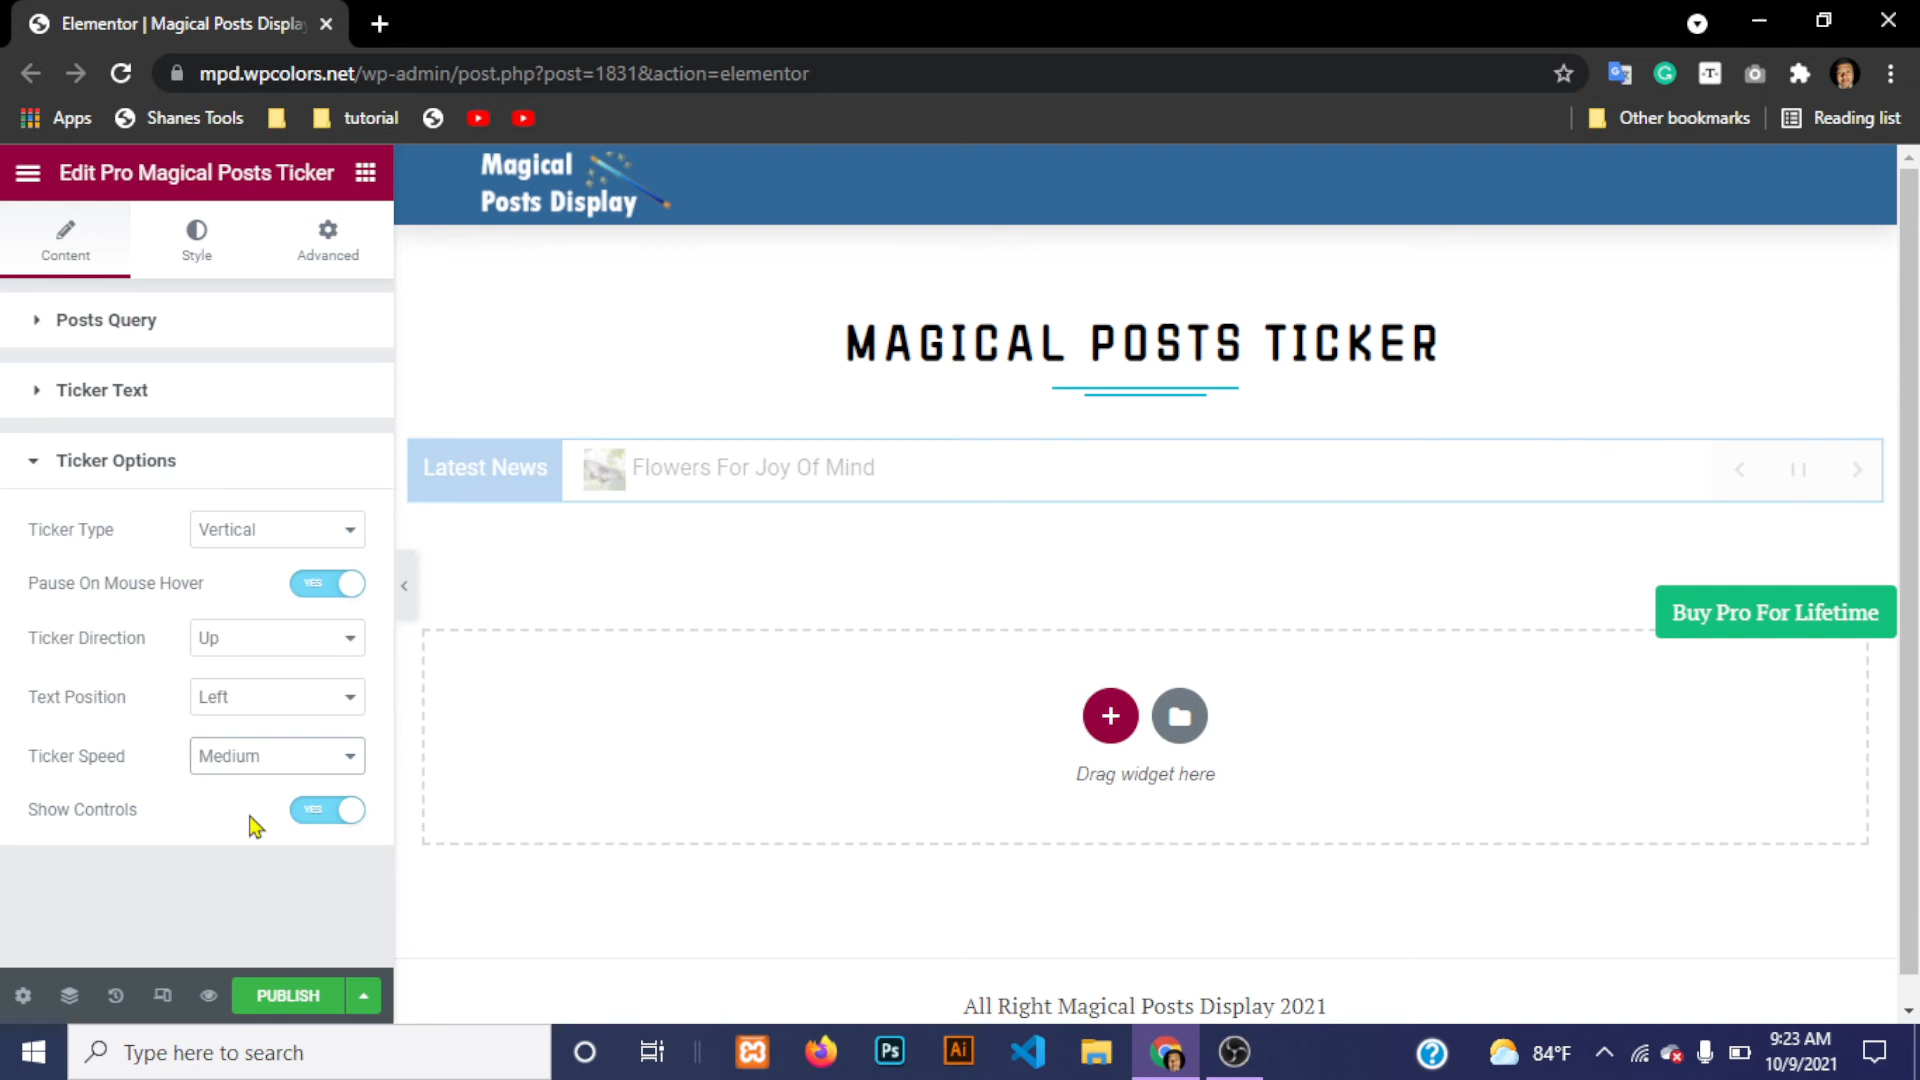 Elementor | Magical Posts Displa
mpd.wpcolors.net/wp-admin/post.php?post=1831&action=elementor
Apps
Shanes Tools
tutorial
Other bookmarks
Reading list
Edit Pro Magical Posts Ticker
Content
Style
Advanced
Posts Query
Ticker Text
Ticker Options
Ticker Type
Vertical
Pause On Mouse Hover
YES
Ticker Direction
Up
Text Position
Left
Ticker Speed
Medium
Show Controls
YES
PUBLISH
Magical
Posts Display
MAGICAL POSTS TICKER
Latest News
Flowers For Joy Of Mind
Buy Pro For Lifetime
Drag widget here
All Right Magical Posts Display 2021
Type here to search
Ps
Ai
84°F
9:23 AM
10/9/2021